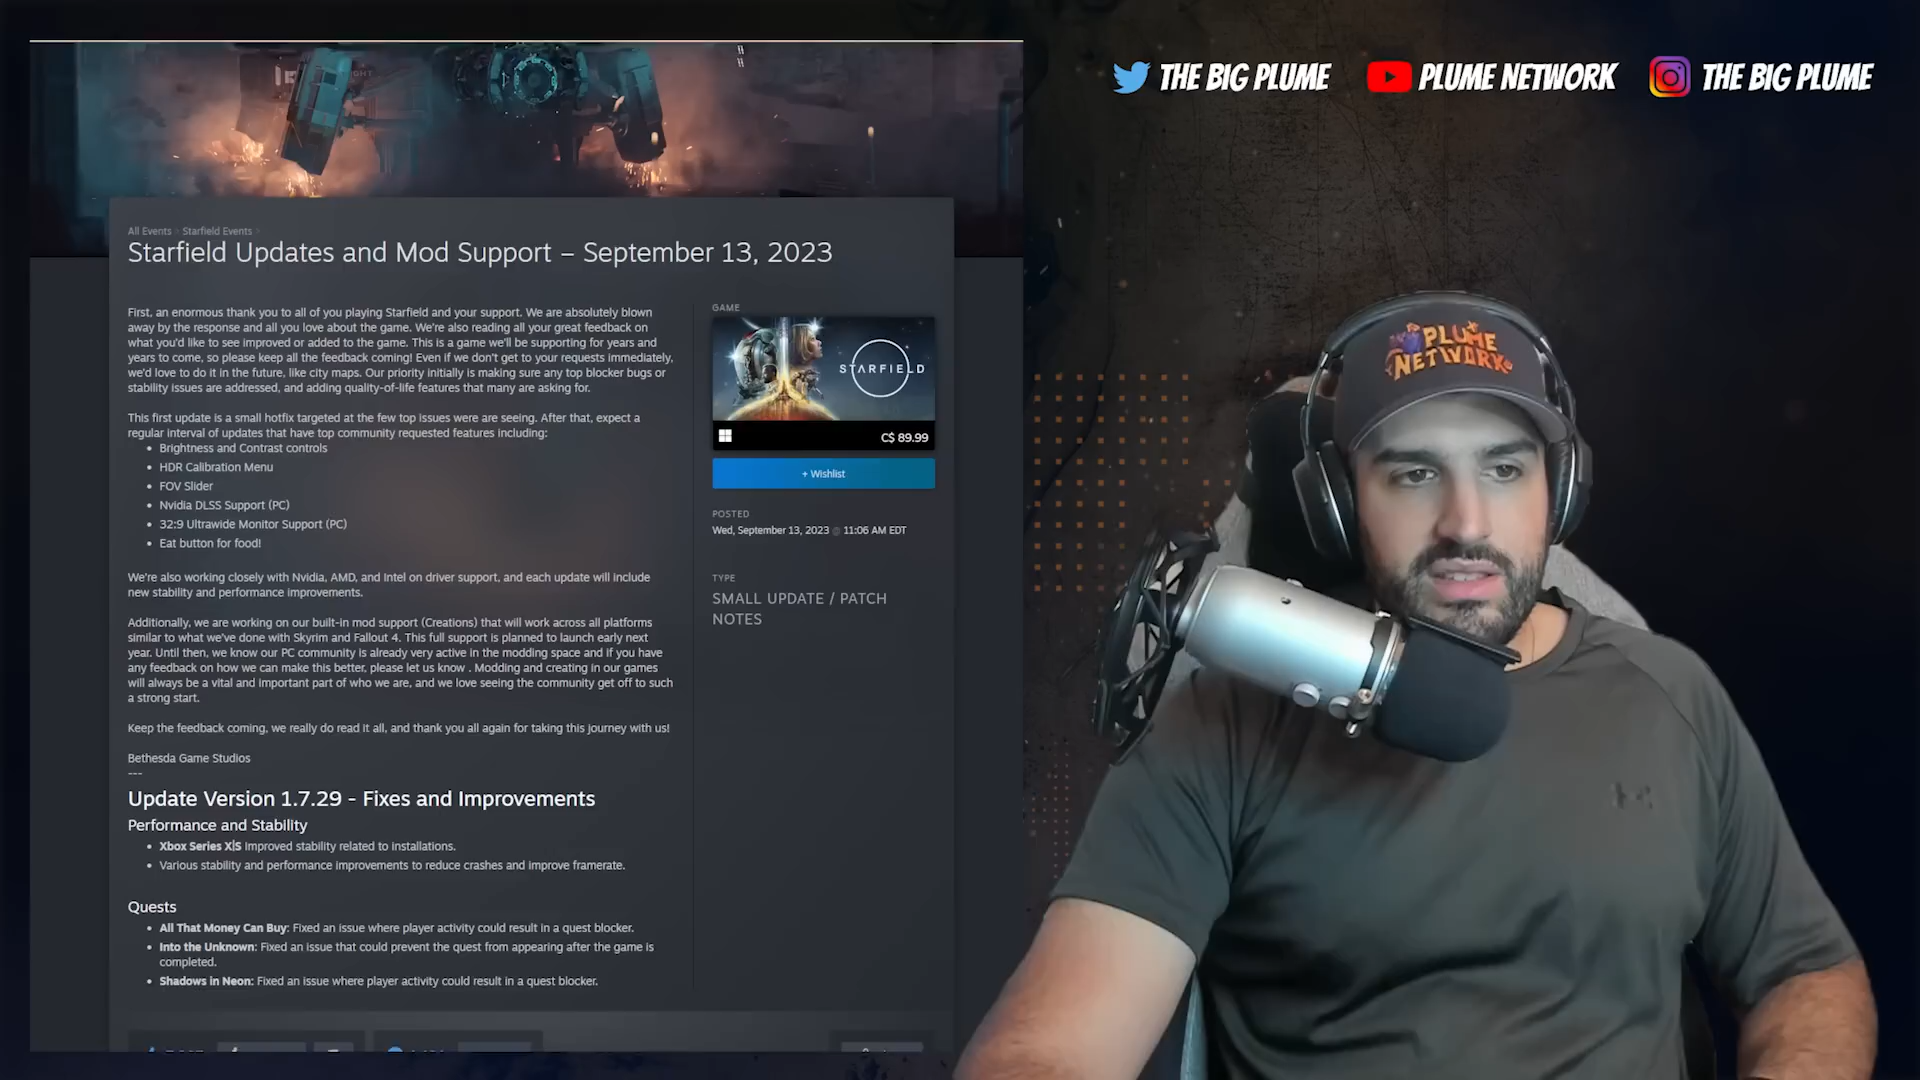 THE BIG PLUME
PLUME NETWORK
THE BIG PLUME
All Events > Starfield Events >
Starfield Updates and Mod Support – September 13, 2023
First, an enormous thank you to all of you playing Starfield and your support. We are absolutely blown
away by the response and all you love about the game. We're also reading all your great feedback on
what you'd like to see improved or added to the game. This is a game we'll be supporting for years and
years to come, so please keep all the feedback coming! Even if we don't get to your requests immediately,
we'd love to do it in the future, like city maps. Our priority initially is making sure any top blocker bugs or
stability issues are addressed, and adding quality-of-life features that many are asking for.
This first update is a small hotfix targeted at the few top issues were are seeing. After that, expect a
regular interval of updates that have top community requested features including:
• Brightness and Contrast controls
• HDR Calibration Menu
• FOV Slider
• Nvidia DLSS Support (PC)
• 32:9 Ultrawide Monitor Support (PC)
• Eat button for food!
We're also working closely with Nvidia, AMD, and Intel on driver support, and each update will include
new stability and performance improvements.
Additionally, we are working on our built-in mod support (Creations) that will work across all platforms
similar to what we've done with Skyrim and Fallout 4. This full support is planned to launch early next
year. Until then, we know our PC community is already very active in the modding space and if you have
any feedback on how we can make this better, please let us know . Modding and creating in our games
will always be a vital and important part of who we are, and we love seeing the community get off to such
a strong start.
Keep the feedback coming, we really do read it all, and thank you all again for taking this journey with us!
Bethesda Game Studios
---
Update Version 1.7.29 - Fixes and Improvements
Performance and Stability
• Xbox Series X|S Improved stability related to installations.
• Various stability and performance improvements to reduce crashes and improve framerate.
Quests
• All That Money Can Buy: Fixed an issue where player activity could result in a quest blocker.
• Into the Unknown: Fixed an issue that could prevent the quest from appearing after the game is
completed.
• Shadows in Neon: Fixed an issue where player activity could result in a quest blocker.
GAME
STARFIELD
C$ 89.99
+ Wishlist
POSTED
Wed, September 13, 2023 @ 11:06 AM EDT
TYPE
SMALL UPDATE / PATCH
NOTES
PLUME
NETWORK